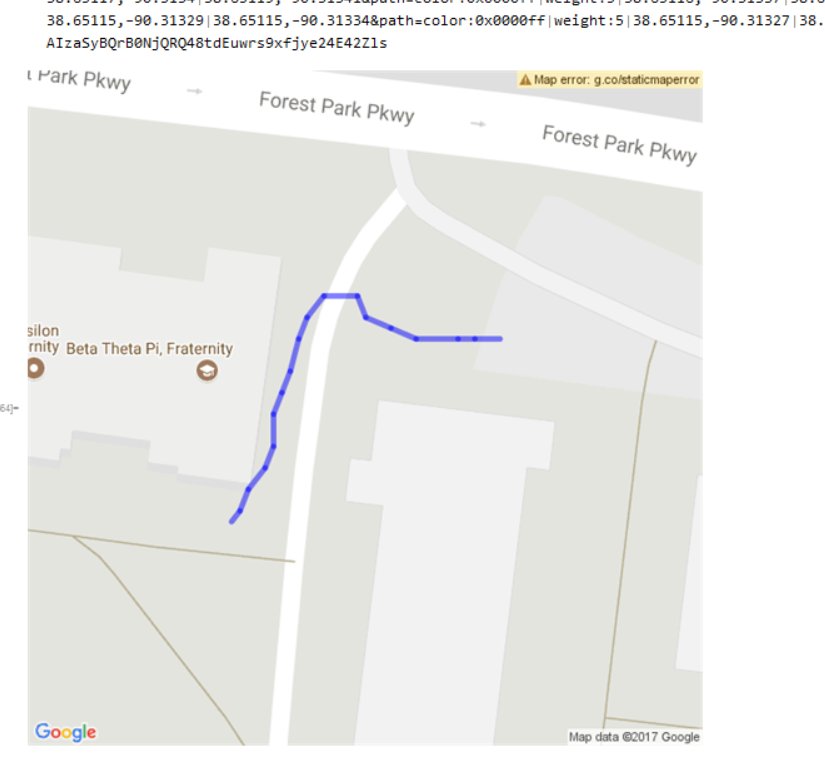 38.65115,-90.31329|38.65115,-90.31334&path=color:0x0000ff|weight:5|38.65115,-90.31327|38.
AIzaSyBQrB0NjQRQ48tdEuwrs9xfjye24E42Zls
Map error: g.co/staticmaperror
t Park Pkwy
Forest Park Pkwy
Forest Park Pkwy
silon
rnity
Beta Theta Pi, Fraternity
64]=
Google
Map data ©2017 Google